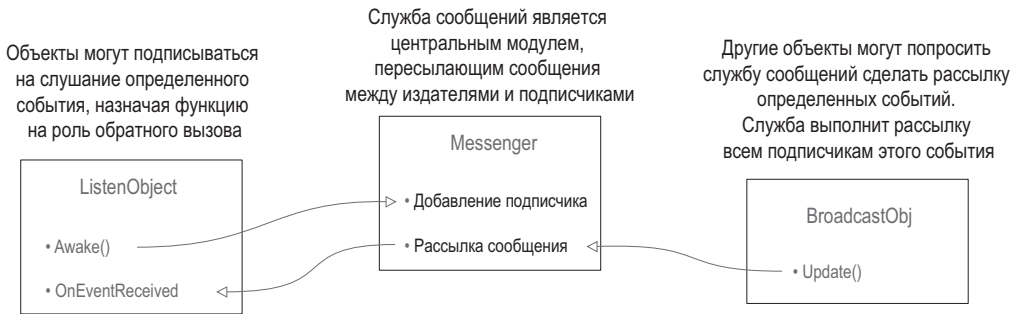 Объекты могут подписываться
на слушание определенного
события, назначая функцию
на роль обратного вызова
ListenObject
• Awake()
• OnEventReceived
Служба сообщений является
центральным модулем,
пересылающим сообщения
между издателями и подписчиками
Messenger
• Добавление подписчика
• Рассылка сообщения
Другие объекты могут попросить
службу сообщений сделать рассылку
определенных событий.
Служба выполнит рассылку
всем подписчикам этого события
BroadcastObj
• Update()